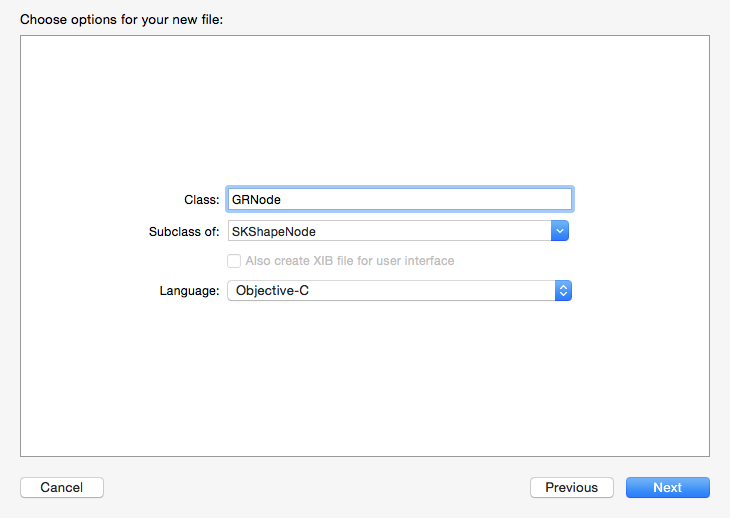 Choose options for your new file:
Class: GRNode
Subclass of: SKShapeNode
Also create XIB file for user interface
Language: Objective-C
Cancel Previous Next